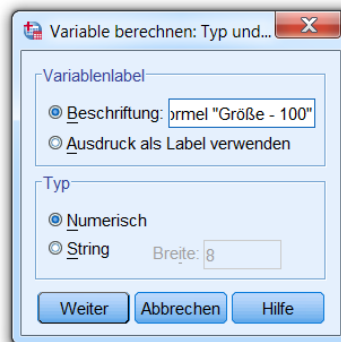 Variable berechnen: Typ und...
Variablenlabel
Beschriftung: ormel "Größe - 100"
Ausdruck als Label verwenden
Typ
Numerisch
String Breite: 8
Weiter Abbrechen Hilfe